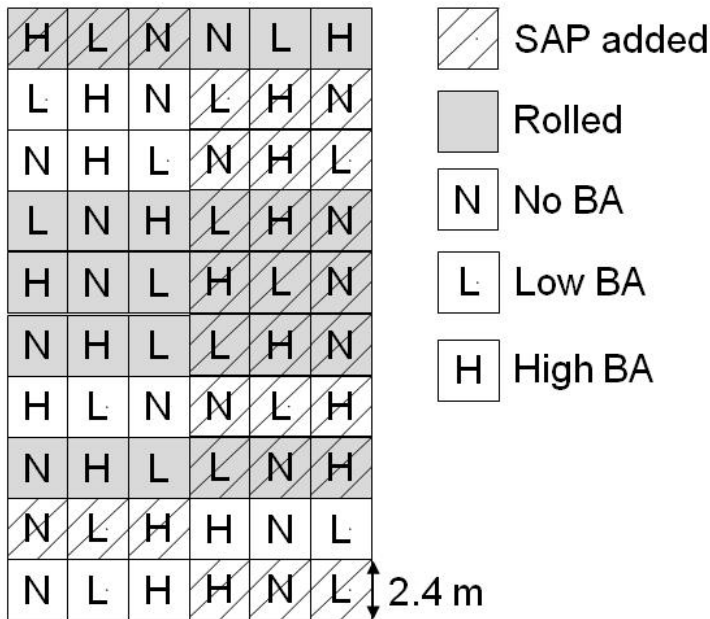 H L N N L H
L H N L H N
N H L N H L
L N H L H N
H N L H L N
N H L L H N
H L N N L H
N H L L N H
N L H H N L
N L H H N L
2.4 m
SAP added
Rolled
N No BA
L Low BA
H High BA